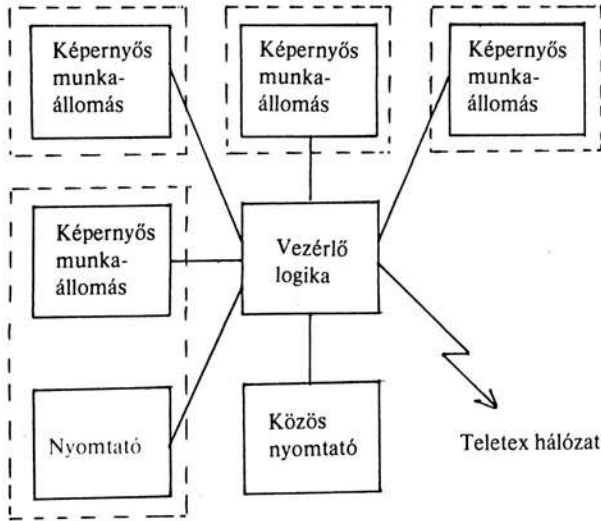 Képernyős
munka-
állomás
Képernyős
munka-
állomás
Képernyős
munka-
állomás
Képernyős
munka-
állomás
Vezérlő
logika
Nyomtató
Közös
nyomtató
Teletex hálózat